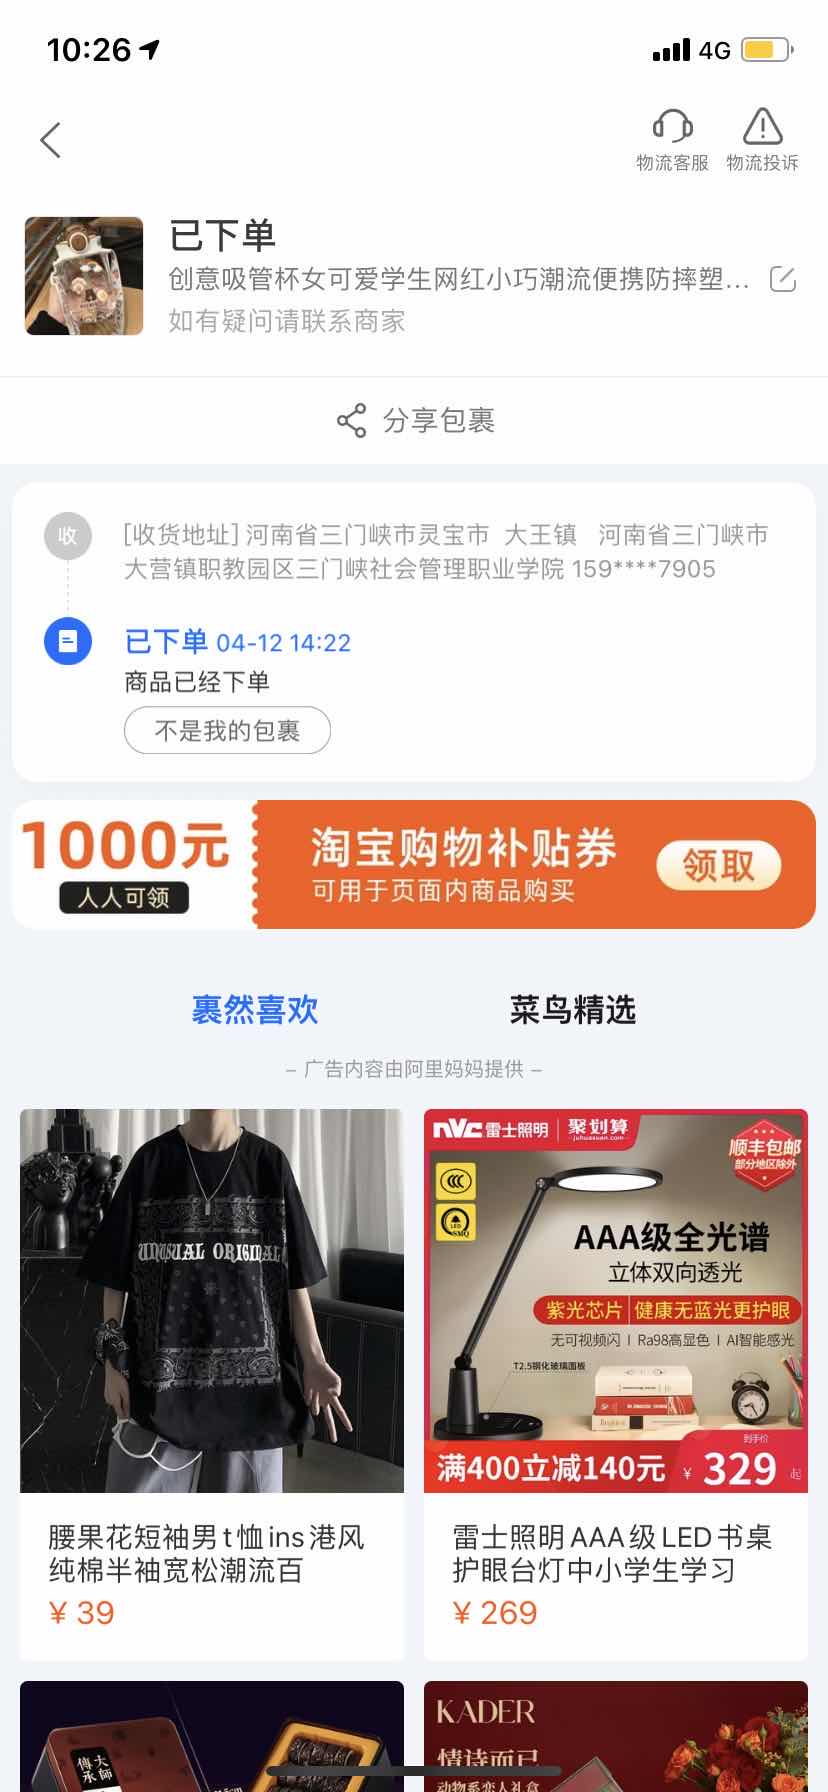 10:26
4G
物流客服 物流投诉
已下单
创意吸管杯女可爱学生网红小巧潮流便携防摔塑...
如有疑问请联系商家
分享包裹
收
[收货地址] 河南省三门峡市灵宝市 大王镇 河南省三门峡市
大营镇职教园区三门峡社会管理职业学院 159****7905
已下单 04-12 14:22
商品已经下单
不是我的包裹
1000元
人人可领
淘宝购物补贴券
可用于页面内商品购买
领取
裹然喜欢 菜鸟精选
– 广告内容由阿里妈妈提供 –
UNUSUAL ORIGINAL
腰果花短袖男t恤ins港风
纯棉半袖宽松潮流百
¥ 39
nvc 雷士照明 聚划算
juhuasuan.com
顺丰包邮
部分地区除外
CCC
LED
SMQ
AAA级全光谱
立体双向透光
紫光芯片 健康无蓝光更护眼
无可视频闪 | Ra98高显色 | AI智能感光
T2.5钢化玻璃面板
满400立减140元
到手价
¥ 329 起
雷士照明AAA级LED书桌
护眼台灯中小学生学习
¥ 269
大師
傳承
KADER
情诗而已
动物系恋人礼盒